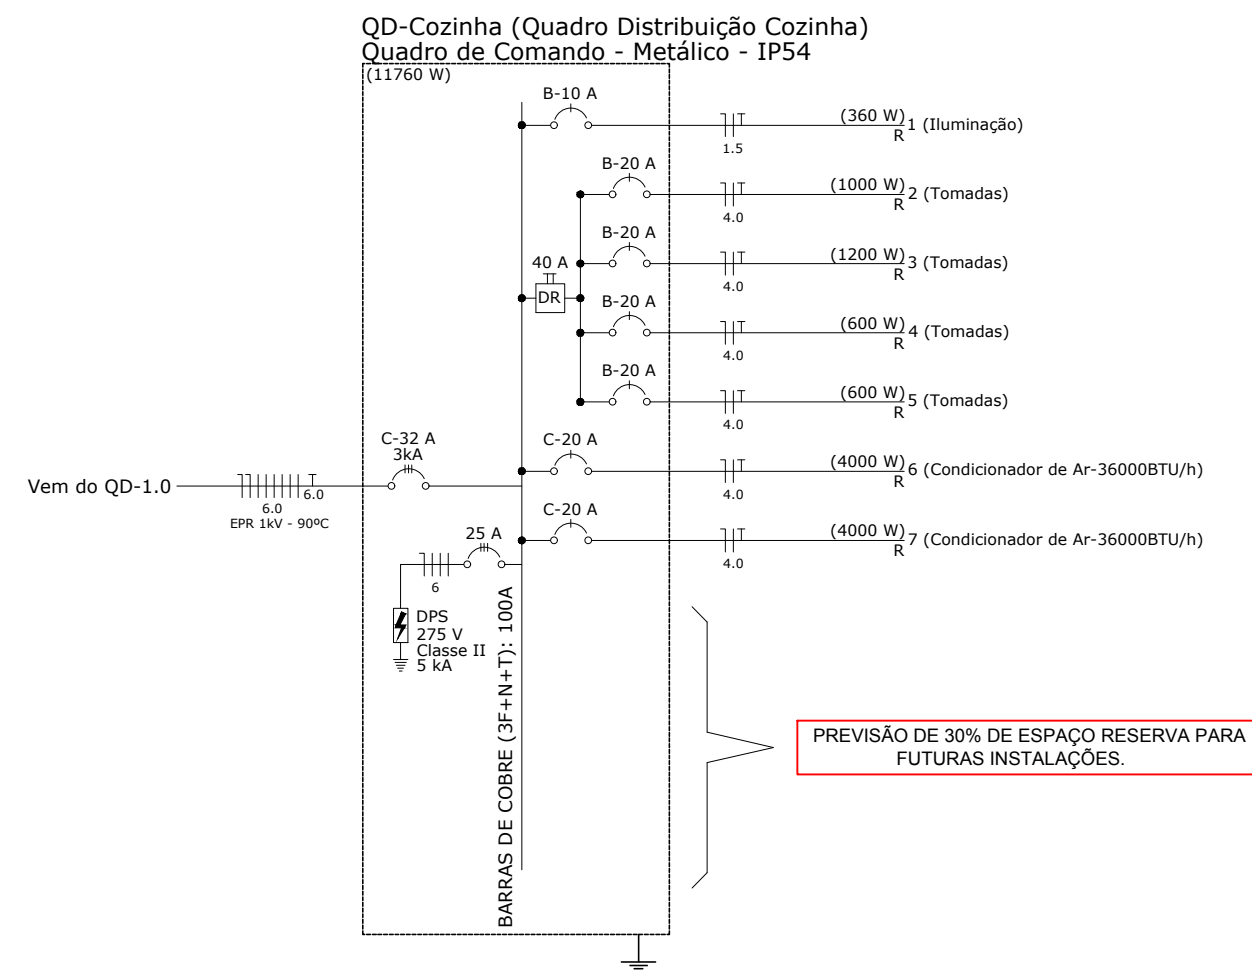 QD-Cozinha (Quadro Distribuição Cozinha)
Quadro de Comando - Metálico - IP54
(11760 W)
B-10 A
1.5
(360 W)
R
1 (Iluminação)
B-20 A
4.0
(1000 W)
R
2 (Tomadas)
B-20 A
4.0
(1200 W)
R
3 (Tomadas)
40 A
DR
B-20 A
4.0
(600 W)
R
4 (Tomadas)
B-20 A
4.0
(600 W)
R
5 (Tomadas)
C-20 A
4.0
(4000 W)
R
6 (Condicionador de Ar-36000BTU/h)
Vem do QD-1.0
6.0
6.0
EPR 1kV - 90ºC
C-32 A
3kA
C-20 A
4.0
(4000 W)
R
7 (Condicionador de Ar-36000BTU/h)
25 A
6
DPS
275 V
Classe II
5 kA
BARRAS DE COBRE (3F+N+T): 100A
PREVISÃO DE 30% DE ESPAÇO RESERVA PARA
FUTURAS INSTALAÇÕES.